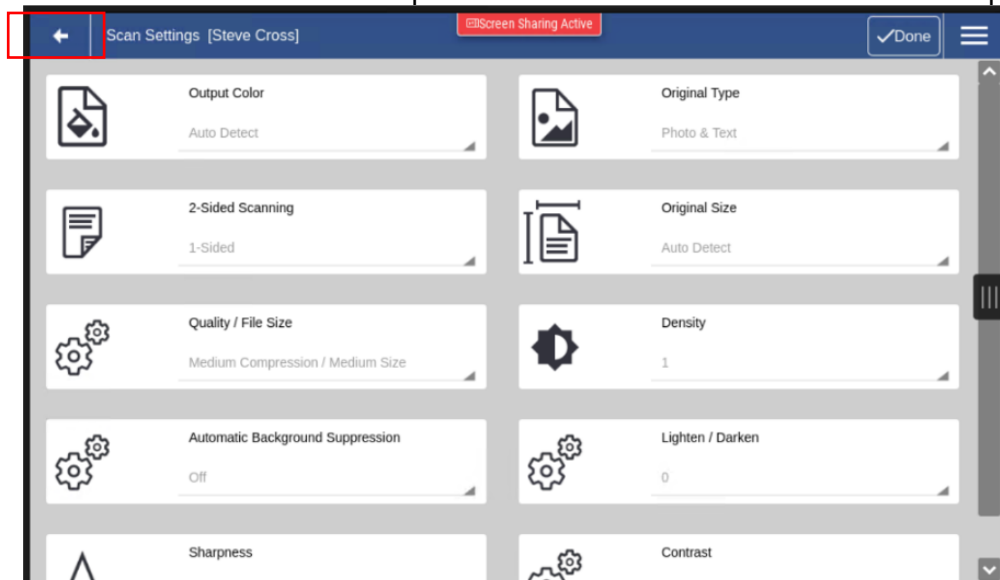 Scan Settings [Steve Cross]
Screen Sharing Active
Done
Output Color
Auto Detect
Original Type
Photo & Text
2-Sided Scanning
1-Sided
Original Size
Auto Detect
Quality / File Size
Medium Compression / Medium Size
Density
1
Automatic Background Suppression
Off
Lighten / Darken
0
Sharpness
Contrast